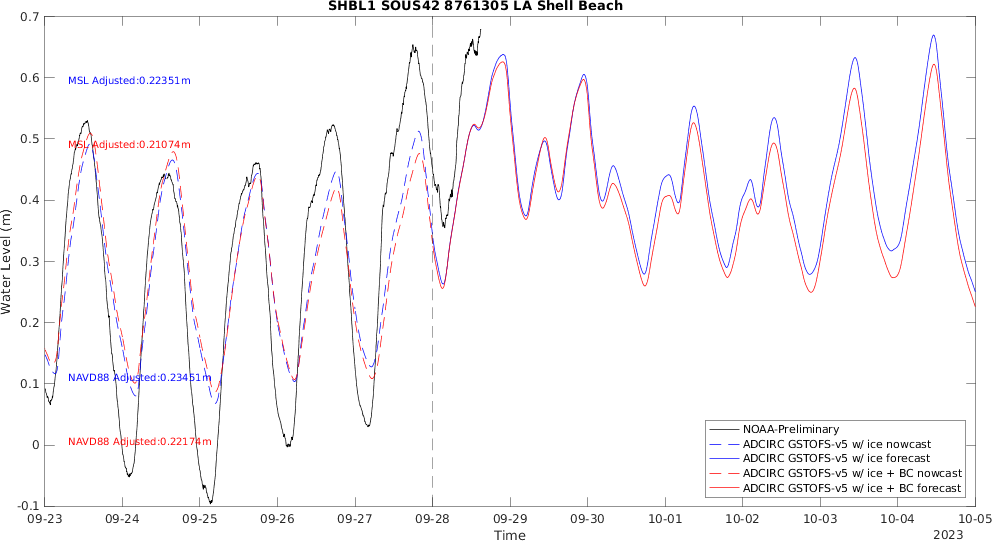 SHBL1 SOUS42 8761305 LA Shell Beach
0.7
0.6
0.5
0.4
0.3
0.2
0.1
0
-0.1
Water Level (m)
MSL Adjusted:0.22351m
MSL Adjusted:0.21074m
NAVD88 Adjusted:0.23451m
NAVD88 Adjusted:0.22174m
NOAA-Preliminary
ADCIRC GSTOFS-v5 w/ ice nowcast
ADCIRC GSTOFS-v5 w/ ice forecast
ADCIRC GSTOFS-v5 w/ ice + BC nowcast
ADCIRC GSTOFS-v5 w/ ice + BC forecast
09-23 09-24 09-25 09-26 09-27 09-28 09-29 09-30 10-01 10-02 10-03 10-04 10-05
Time
2023